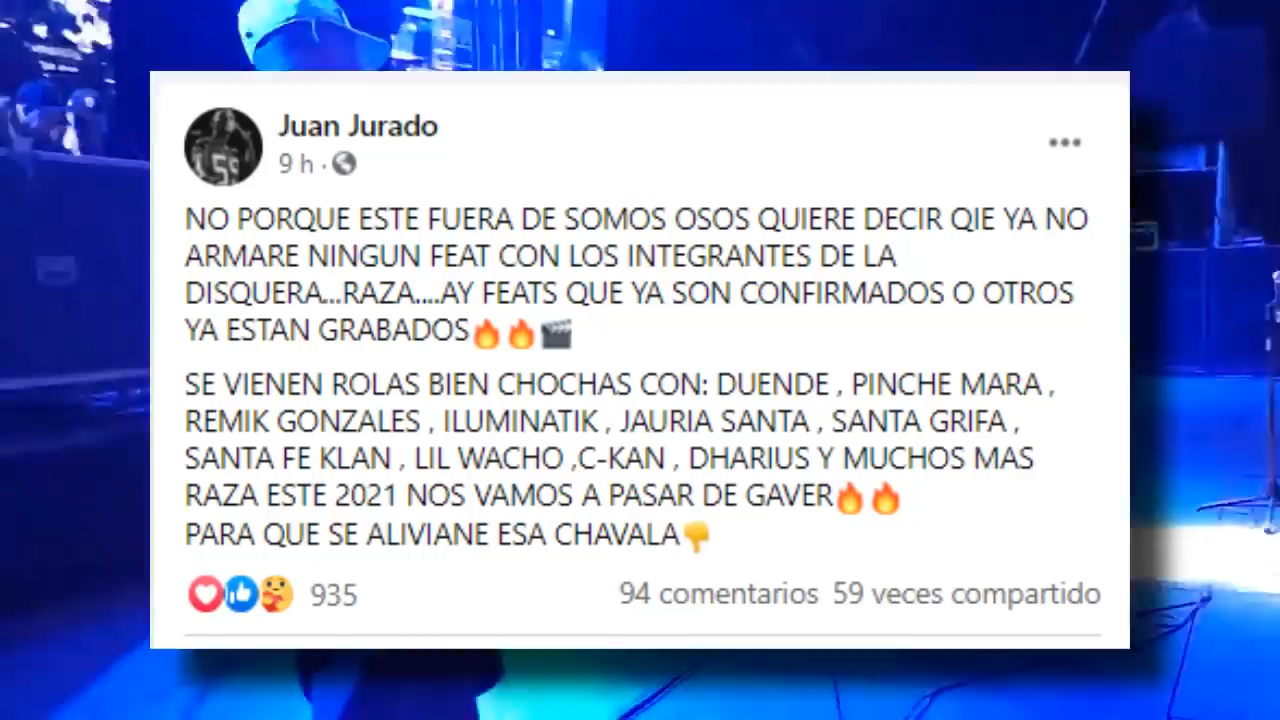 Juan Jurado
9 h ·
NO PORQUE ESTE FUERA DE SOMOS OSOS QUIERE DECIR QIE YA NO
ARMARE NINGUN FEAT CON LOS INTEGRANTES DE LA
DISQUERA...RAZA....AY FEATS QUE YA SON CONFIRMADOS O OTROS
YA ESTAN GRABADOS🔥🔥🎬
SE VIENEN ROLAS BIEN CHOCHAS CON: DUENDE , PINCHE MARA ,
REMIK GONZALES , ILUMINATIK , JAURIA SANTA , SANTA GRIFA ,
SANTA FE KLAN , LIL WACHO ,C-KAN , DHARIUS Y MUCHOS MAS
RAZA ESTE 2021 NOS VAMOS A PASAR DE GAVER🔥🔥
PARA QUE SE ALIVIANE ESA CHAVALA👎
935 94 comentarios 59 veces compartido